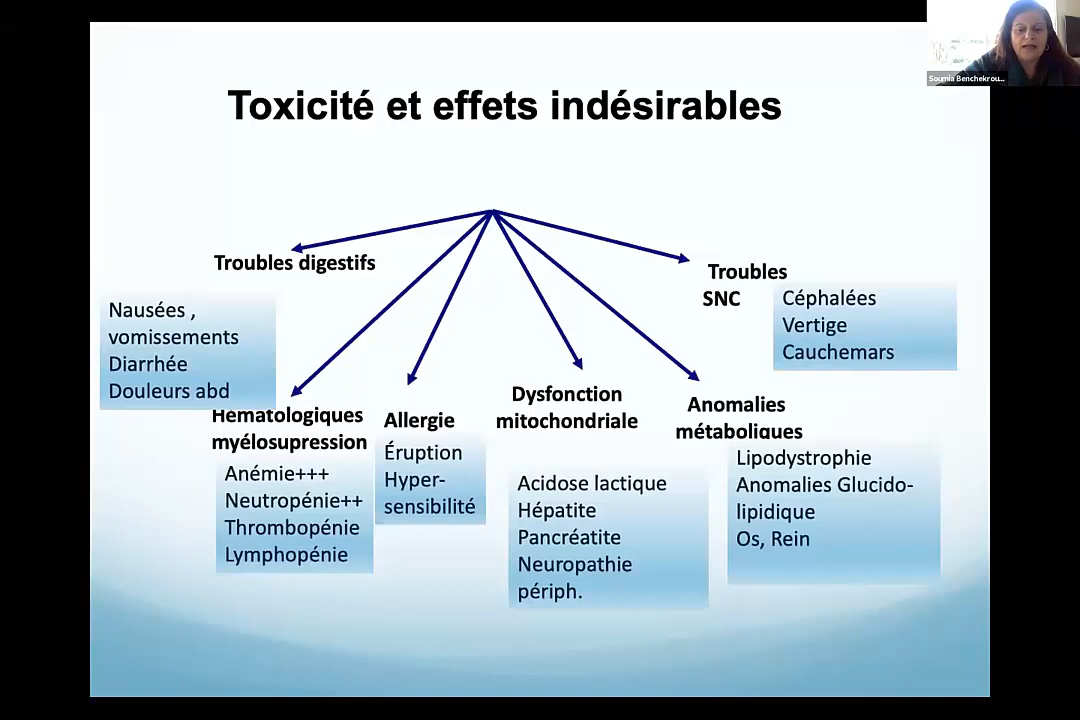 Soumia Benchekrou...
Toxicité et effets indésirables
Troubles digestifs
Nausées ,
vomissements
Diarrhée
Douleurs abd
Hématologiques
myélosupression
Anémie+++
Neutropénie++
Thrombopénie
Lymphopénie
Allergie
Éruption
Hyper-
sensibilité
Dysfonction
mitochondriale
Acidose lactique
Hépatite
Pancréatite
Neuropathie
périph.
Anomalies
métaboliques
Lipodystrophie
Anomalies Glucido-
lipidique
Os, Rein
Troubles
SNC
Céphalées
Vertige
Cauchemars